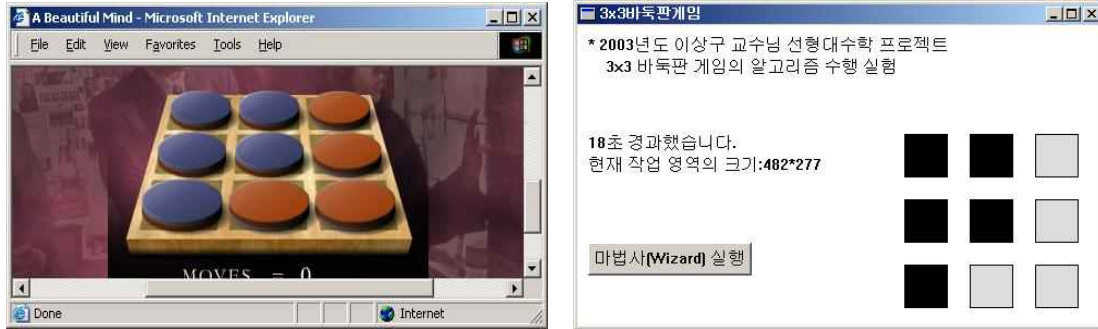 A Beautiful Mind - Microsoft Internet Explorer
File Edit View Favorites Tools Help
MOVES = 0
Done
Internet
3x3바둑판게임
* 2003년도 이상구 교수님 선형대수학 프로젝트
3x3 바둑판 게임의 알고리즘 수행 실험
18초 경과했습니다.
현재 작업 영역의 크기:482*277
마법사(Wizard) 실행